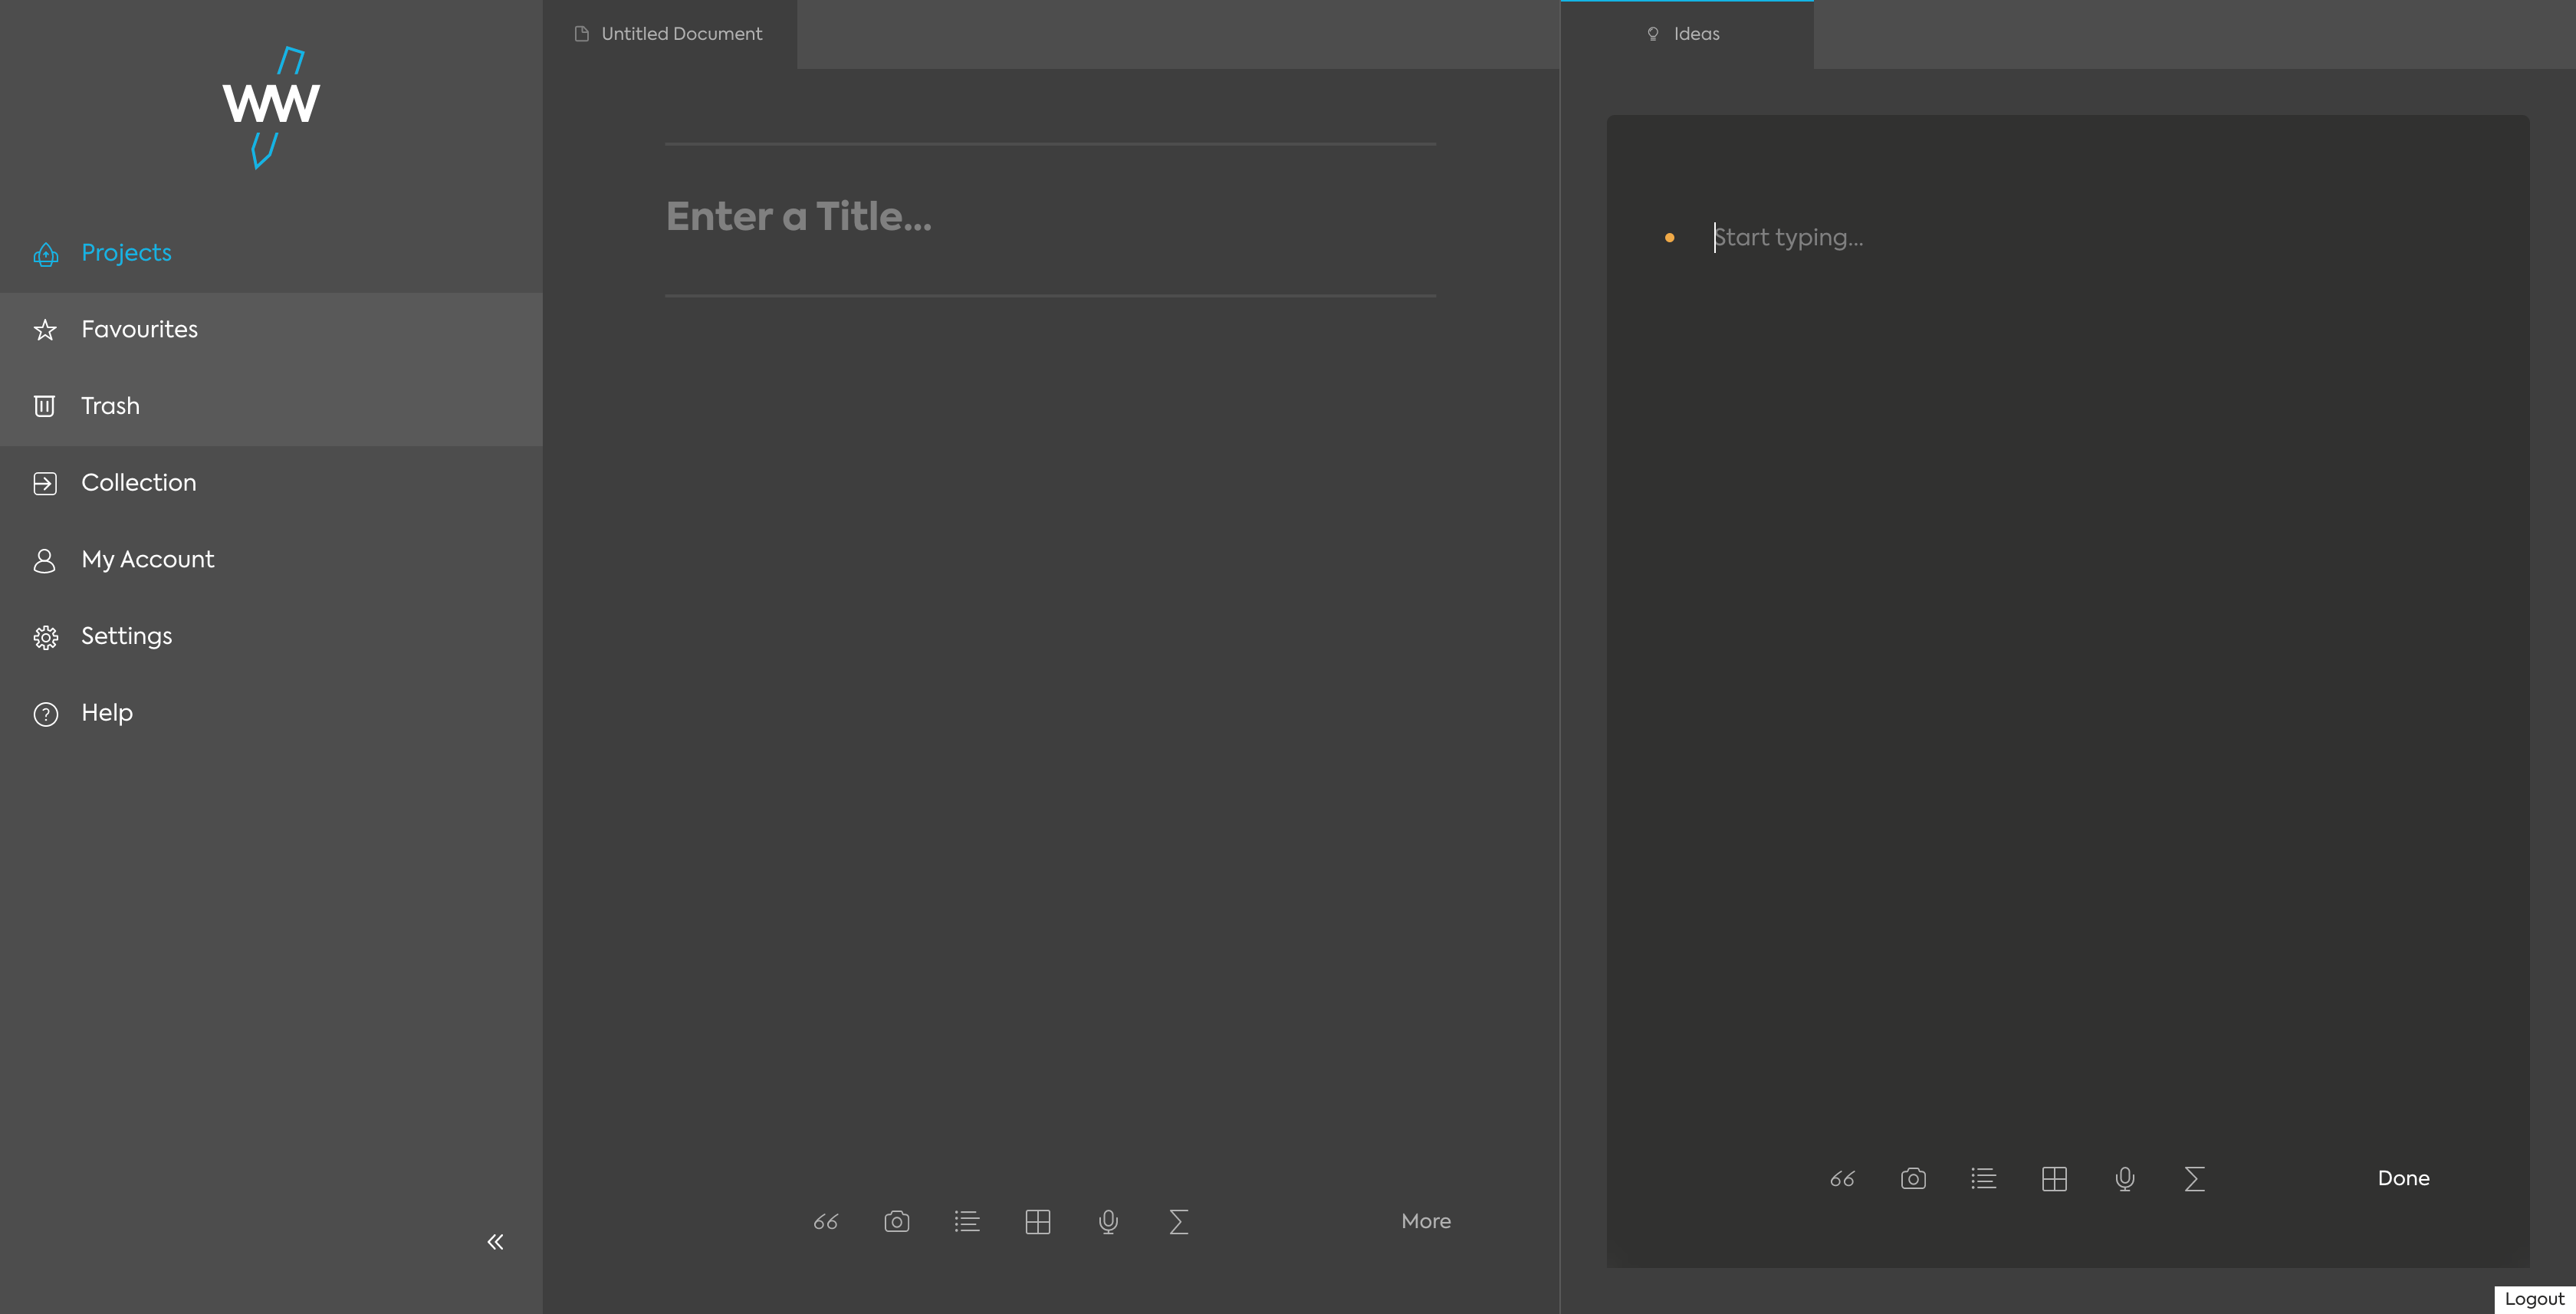 WW
Projects
Favourites
Trash
Collection
My Account
Settings
Help
Untitled Document
Enter a Title...
More
Ideas
Start typing...
Done
Logout